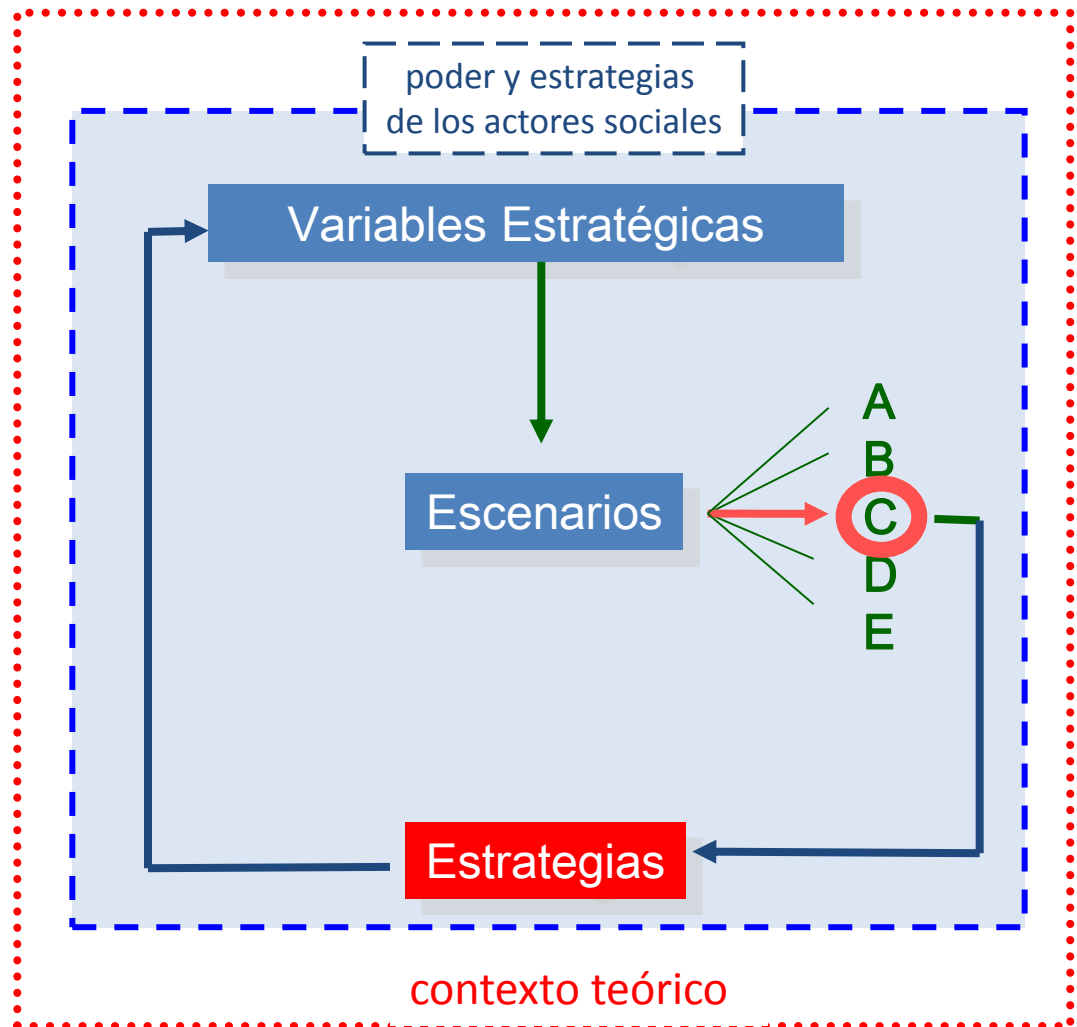 poder y estrategias
de los actores sociales
Variables Estratégicas
Escenarios
A
B
C
D
E
Estrategias
contexto teórico